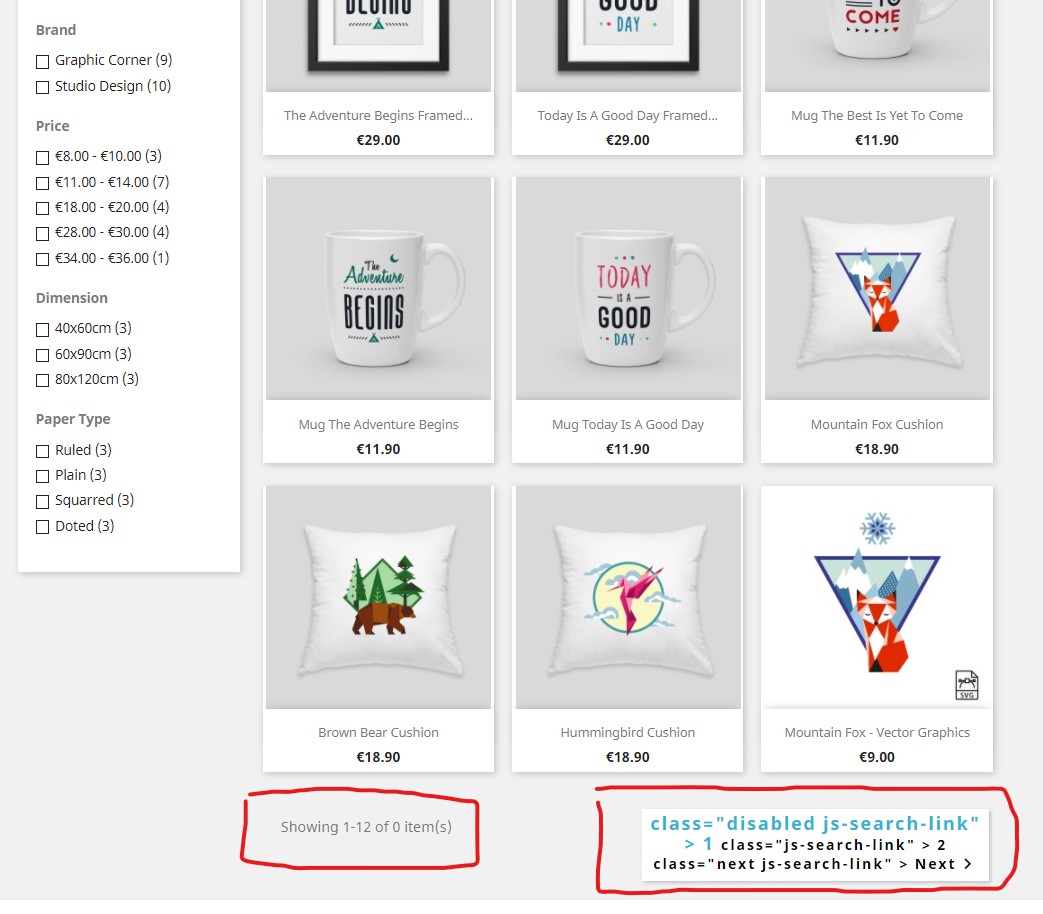 Brand
Graphic Corner (9)
Studio Design (10)
Price
€8.00 - €10.00 (3)
€11.00 - €14.00 (7)
€18.00 - €20.00 (4)
€28.00 - €30.00 (4)
€34.00 - €36.00 (1)
Dimension
40x60cm (3)
60x90cm (3)
80x120cm (3)
Paper Type
Ruled (3)
Plain (3)
Squarred (3)
Doted (3)
BEGINS
GOOD
DAY
TO
COME
The Adventure Begins Framed...
€29.00
Today Is A Good Day Framed...
€29.00
Mug The Best Is Yet To Come
€11.90
The
Adventure
BEGINS
TODAY
IS A
GOOD
DAY
Mug The Adventure Begins
€11.90
Mug Today Is A Good Day
€11.90
Mountain Fox Cushion
€18.90
SVG
Brown Bear Cushion
€18.90
Hummingbird Cushion
€18.90
Mountain Fox - Vector Graphics
€9.00
Showing 1-12 of 0 item(s)
class="disabled js-search-link"
> 1 class="js-search-link" > 2
class="next js-search-link" > Next